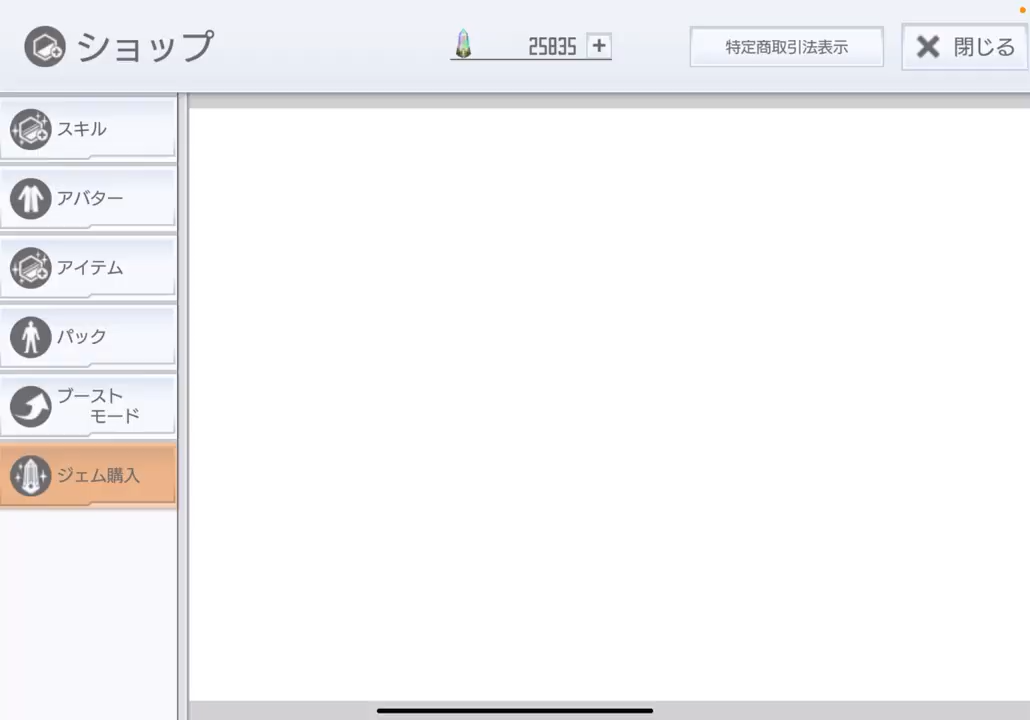 ショップ
25835
特定商取引法表示
閉じる
スキル
アバター
アイテム
パック
ブースト
モード
ジェム購入